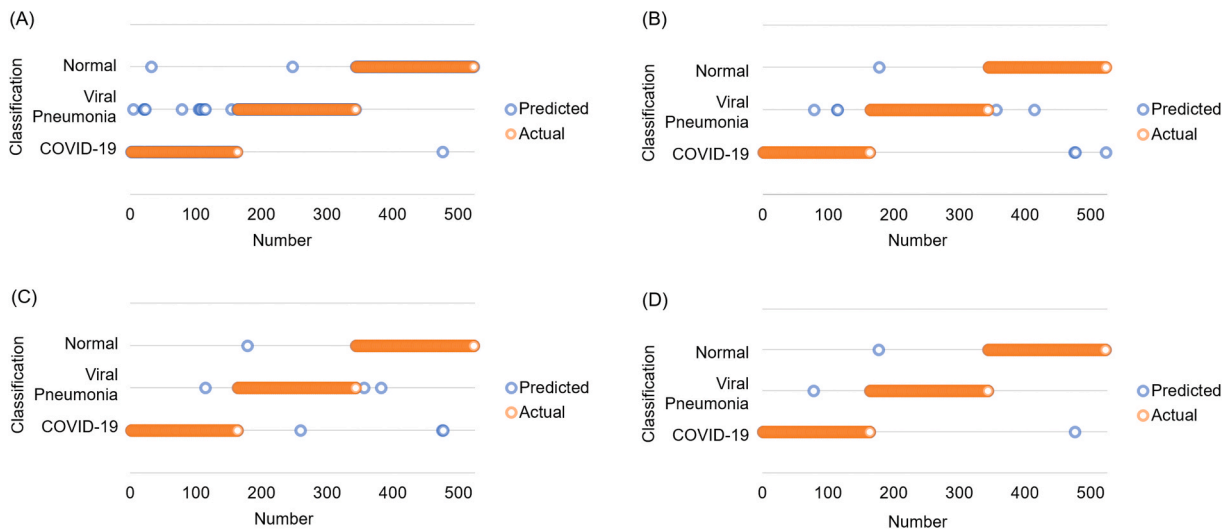 (A)
Classification
Normal
Viral
Pneumonia
COVID-19
0 100 200 300 400 500
Number
Predicted
Actual
(B)
Classification
Normal
Viral
Pneumonia
COVID-19
0 100 200 300 400 500
Number
Predicted
Actual
(C)
Classification
Normal
Viral
Pneumonia
COVID-19
0 100 200 300 400 500
Number
Predicted
Actual
(D)
Classification
Normal
Viral
Pneumonia
COVID-19
0 100 200 300 400 500
Number
Predicted
Actual